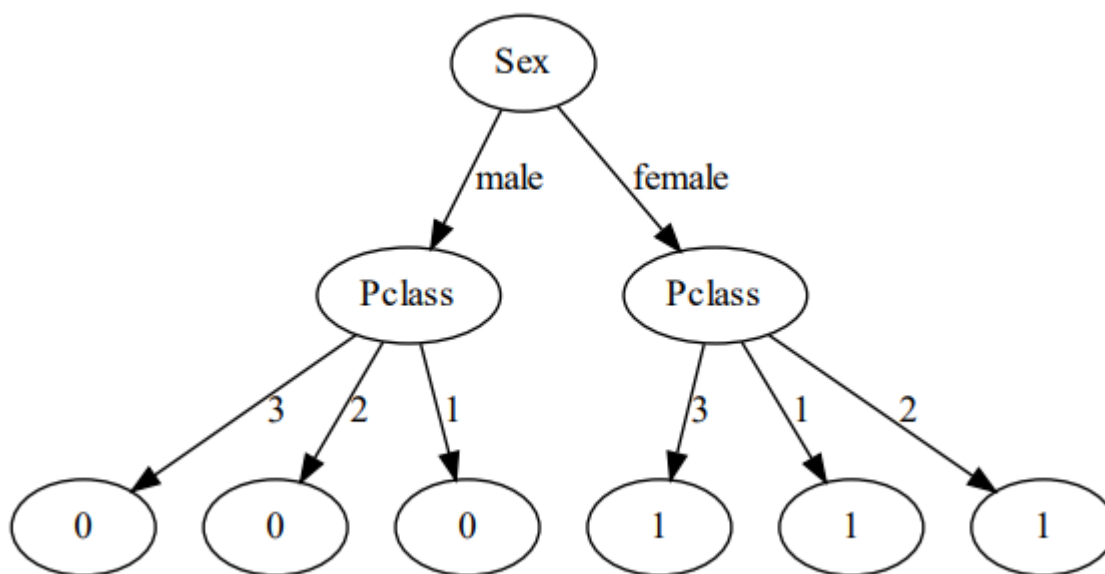 Sex
male female
Pclass Pclass
3 2 1 3 1 2
0 0 0 1 1 1